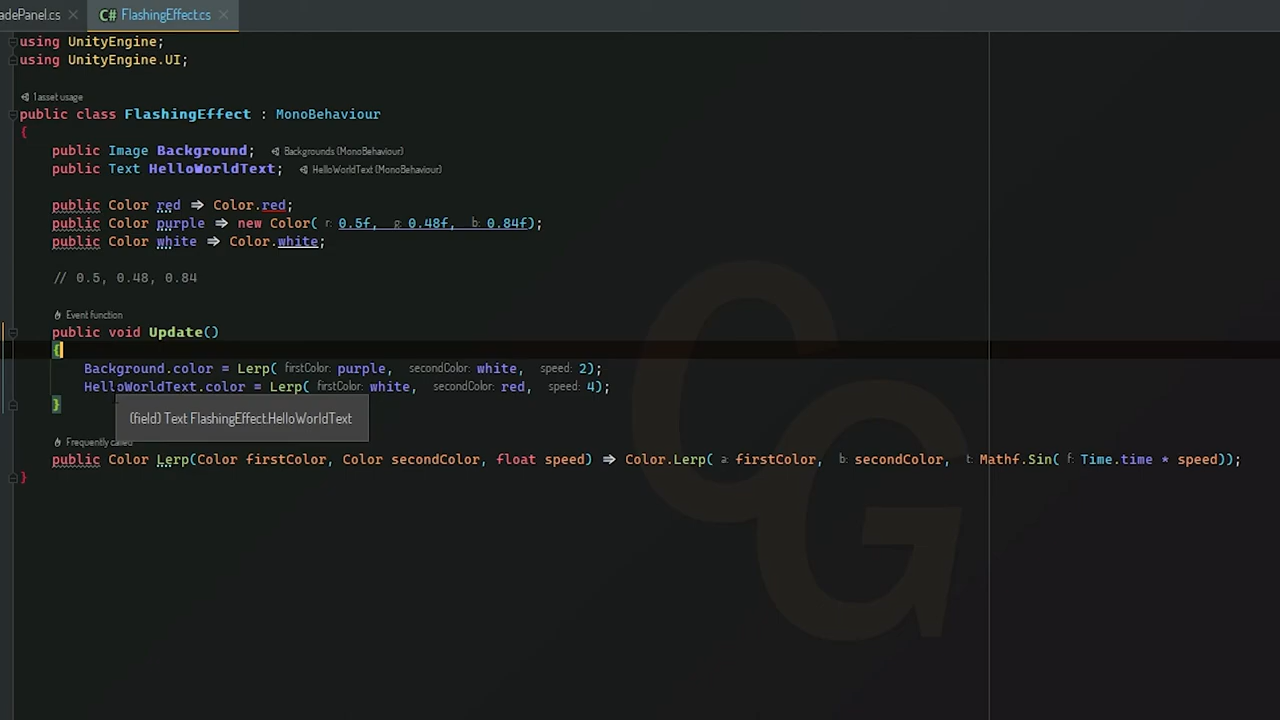 adePanel.cs × C# FlashingEffect.cs ×
using UnityEngine;
using UnityEngine.UI;
1 asset usage
public class FlashingEffect : MonoBehaviour
{
public Image Background; Backgrounds (MonoBehaviour)
public Text HelloWorldText; HelloWorldText (MonoBehaviour)
public Color red => Color.red;
public Color purple => new Color( r: 0.5f, g: 0.48f, b: 0.84f);
public Color white => Color.white;
// 0.5, 0.48, 0.84
Event function
public void Update()
{
Background.color = Lerp( firstColor: purple, secondColor: white, speed: 2);
HelloWorldText.color = Lerp( firstColor: white, secondColor: red, speed: 4);
}
(field) Text FlashingEffect.HelloWorldText
Frequently called
public Color Lerp(Color firstColor, Color secondColor, float speed) => Color.Lerp( a: firstColor, b: secondColor, t: Mathf.Sin( f: Time.time * speed));
}
CG